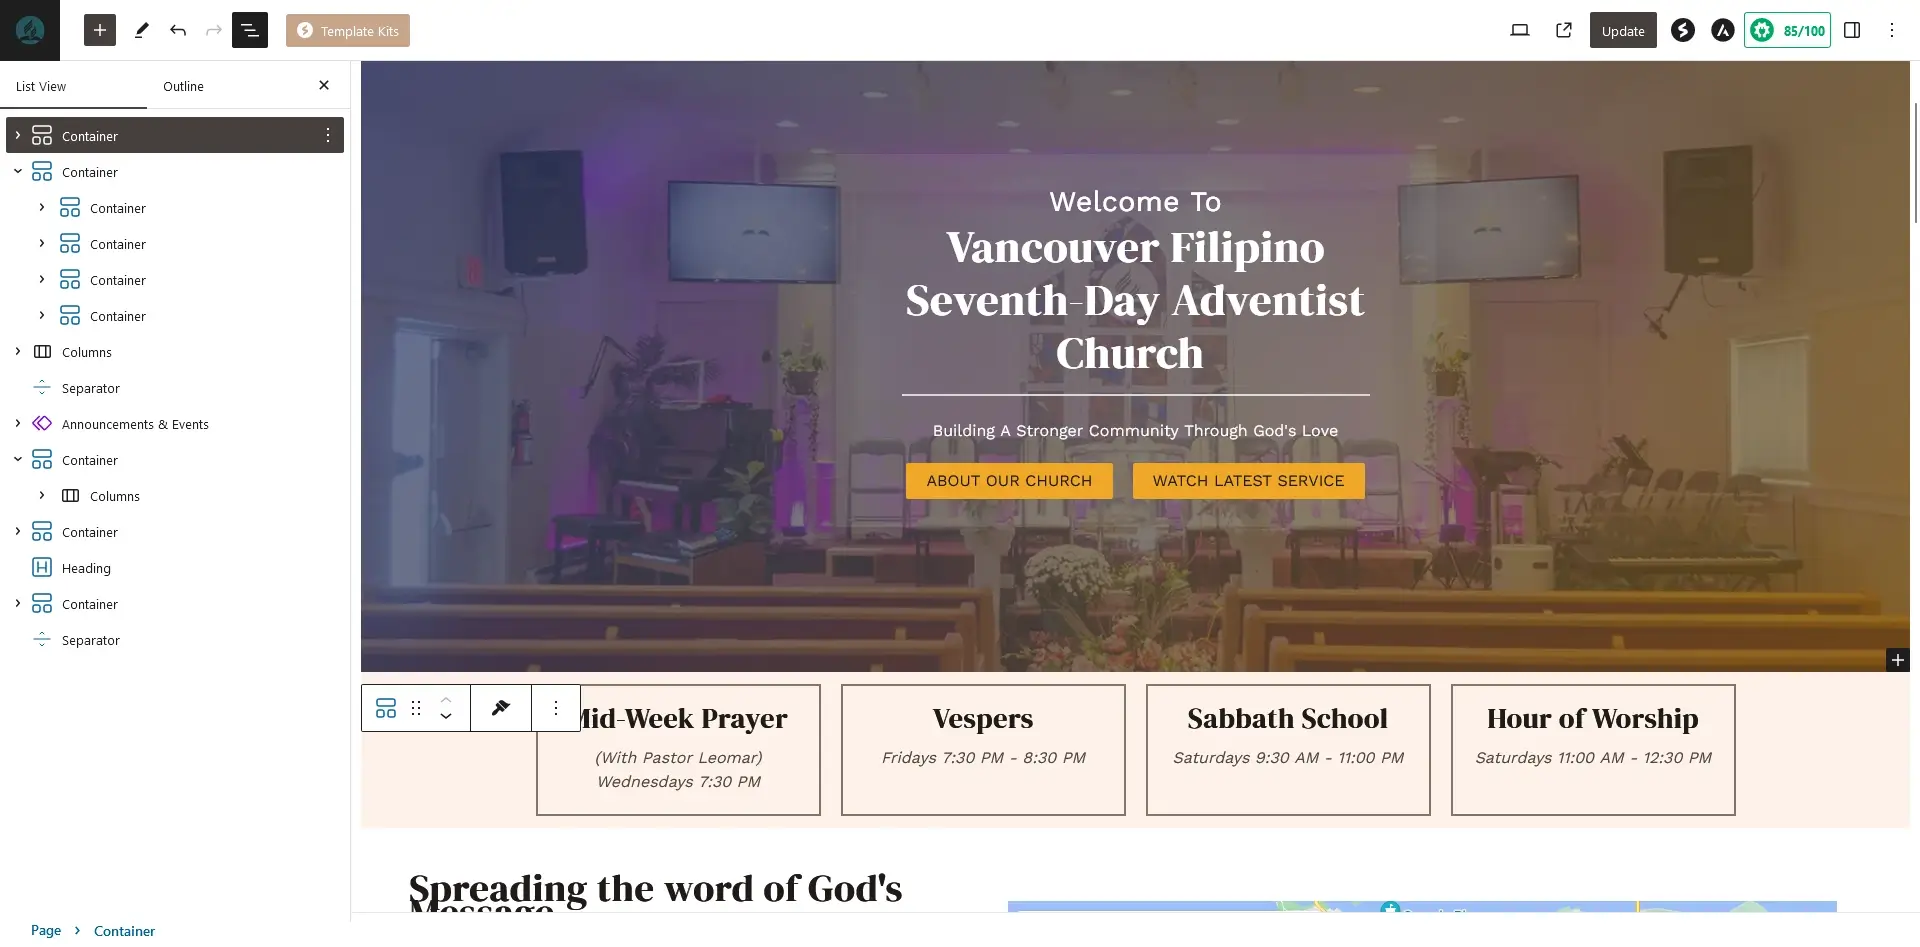 Template Kits
Update
85/100
List View
Outline
Container
Container
Container
Container
Container
Container
Columns
Separator
Announcements & Events
Container
Columns
Container
Heading
Container
Separator
Welcome To
Vancouver Filipino
Seventh-Day Adventist
Church
Building A Stronger Community Through God's Love
ABOUT OUR CHURCH
WATCH LATEST SERVICE
Mid-Week Prayer
(With Pastor Leomar)
Wednesdays 7:30 PM
Vespers
Fridays 7:30 PM - 8:30 PM
Sabbath School
Saturdays 9:30 AM - 11:00 PM
Hour of Worship
Saturdays 11:00 AM - 12:30 PM
Spreading the word of God's
Message
Page
Container